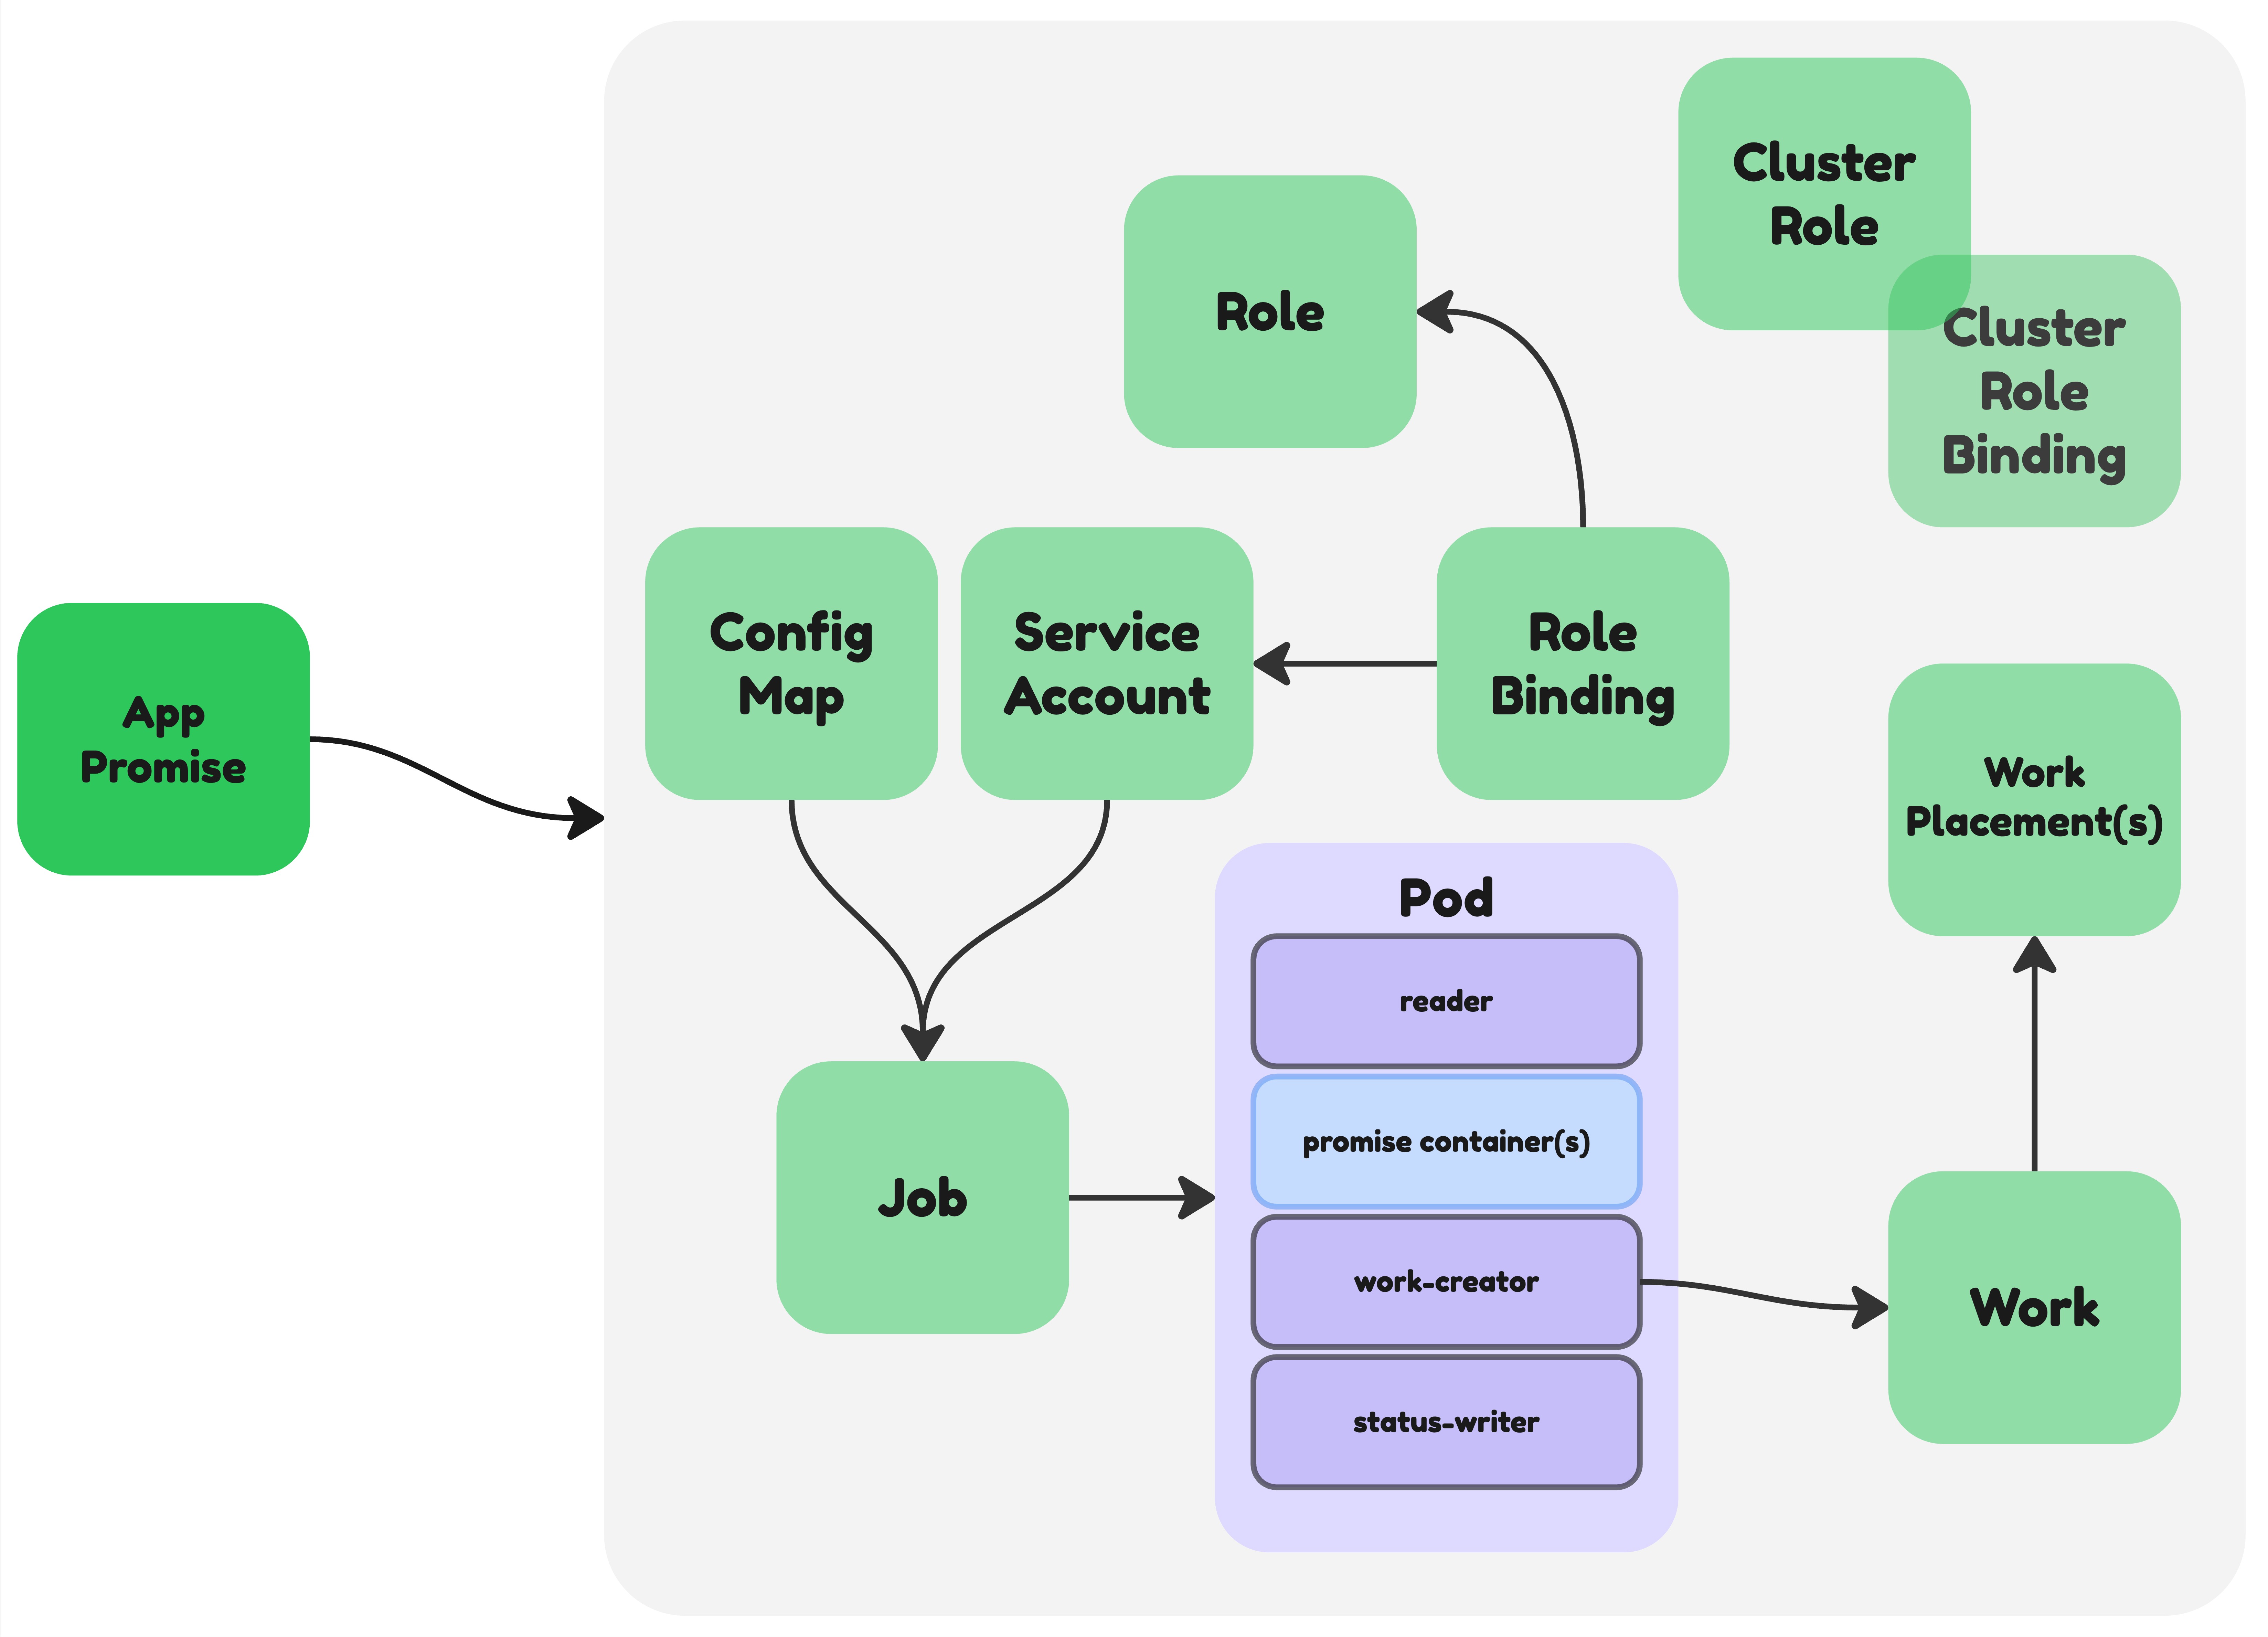 Cluster
Role
Role
Cluster
Role
Binding
Config
Map
Service
Account
Role
Binding
App
Promise
Work
Placement(s)
Pod
reader
promise container(s)
Job
work-creator
Work
status-writer